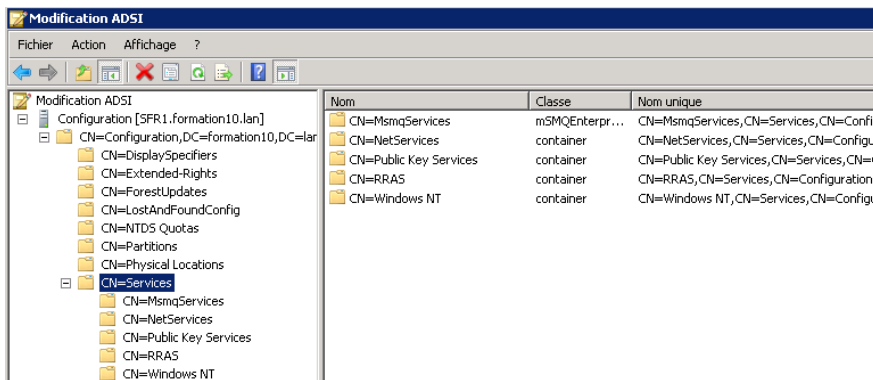 Modification ADSI
Fichier Action Affichage ?
Modification ADSI
Configuration [SFR1.formation10.lan]
CN=Configuration,DC=formation10,DC=lar
CN=DisplaySpecifiers
CN=Extended-Rights
CN=ForestUpdates
CN=LostAndFoundConfig
CN=NTDS Quotas
CN=Partitions
CN=Physical Locations
CN=Services
CN=MsmqServices
CN=NetServices
CN=Public Key Services
CN=RRAS
CN=Windows NT
Nom Classe Nom unique
CN=MsmqServices mSMQEnterpr... CN=MsmqServices,CN=Services,CN=Confi
CN=NetServices container CN=NetServices,CN=Services,CN=Configu
CN=Public Key Services container CN=Public Key Services,CN=Services,CN=
CN=RRAS container CN=RRAS,CN=Services,CN=Configuration
CN=Windows NT container CN=Windows NT,CN=Services,CN=Configu